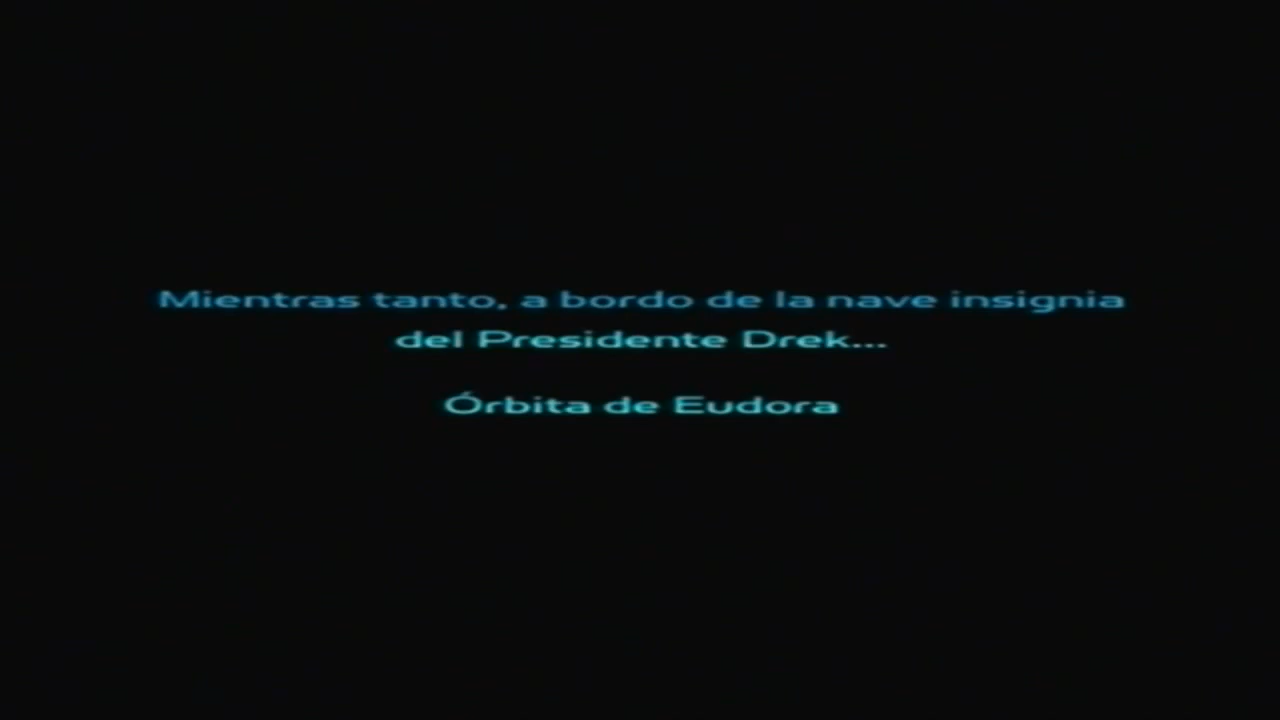 Mientras tanto, a bordo de la nave insignia
del Presidente Drek...
Órbita de Eudora